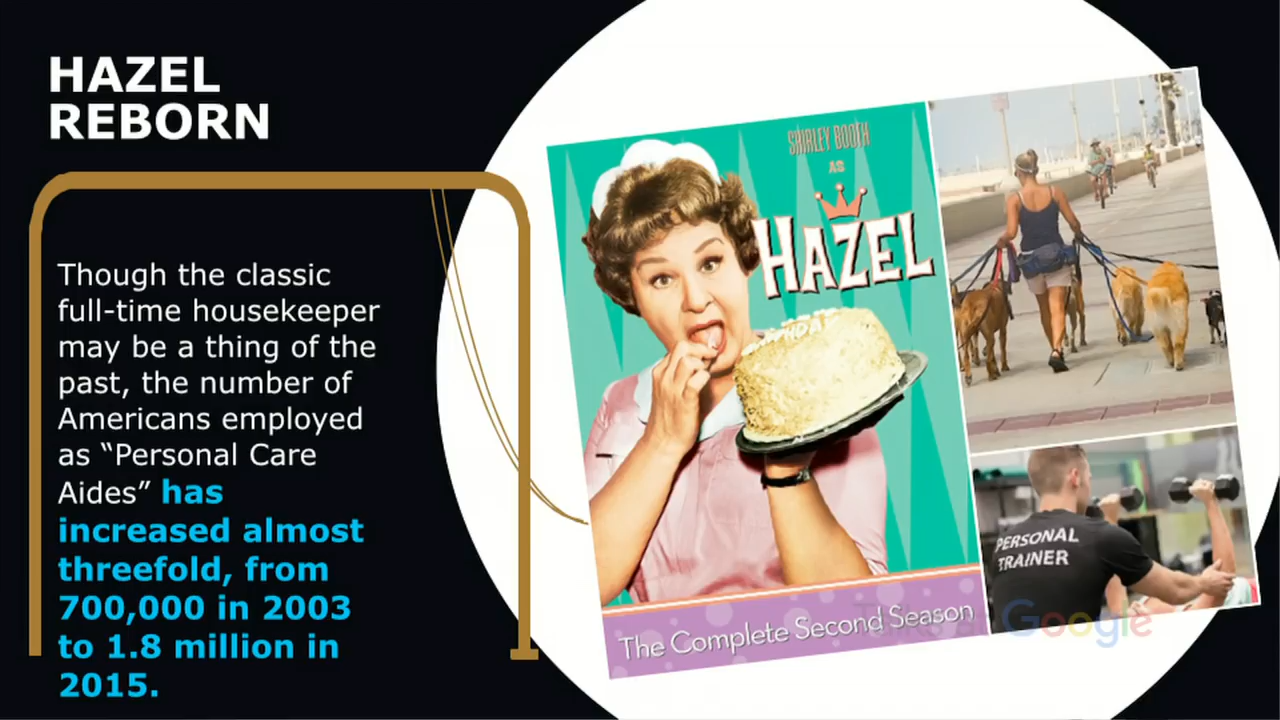 HAZEL
REBORN
Though the classic
full-time housekeeper
may be a thing of the
past, the number of
Americans employed
as “Personal Care
Aides” has
increased almost
threefold, from
700,000 in 2003
to 1.8 million in
2015.
SHIRLEY BOOTH
AS
HAZEL
The Complete Second Season
PERSONAL
TRAINER
Google